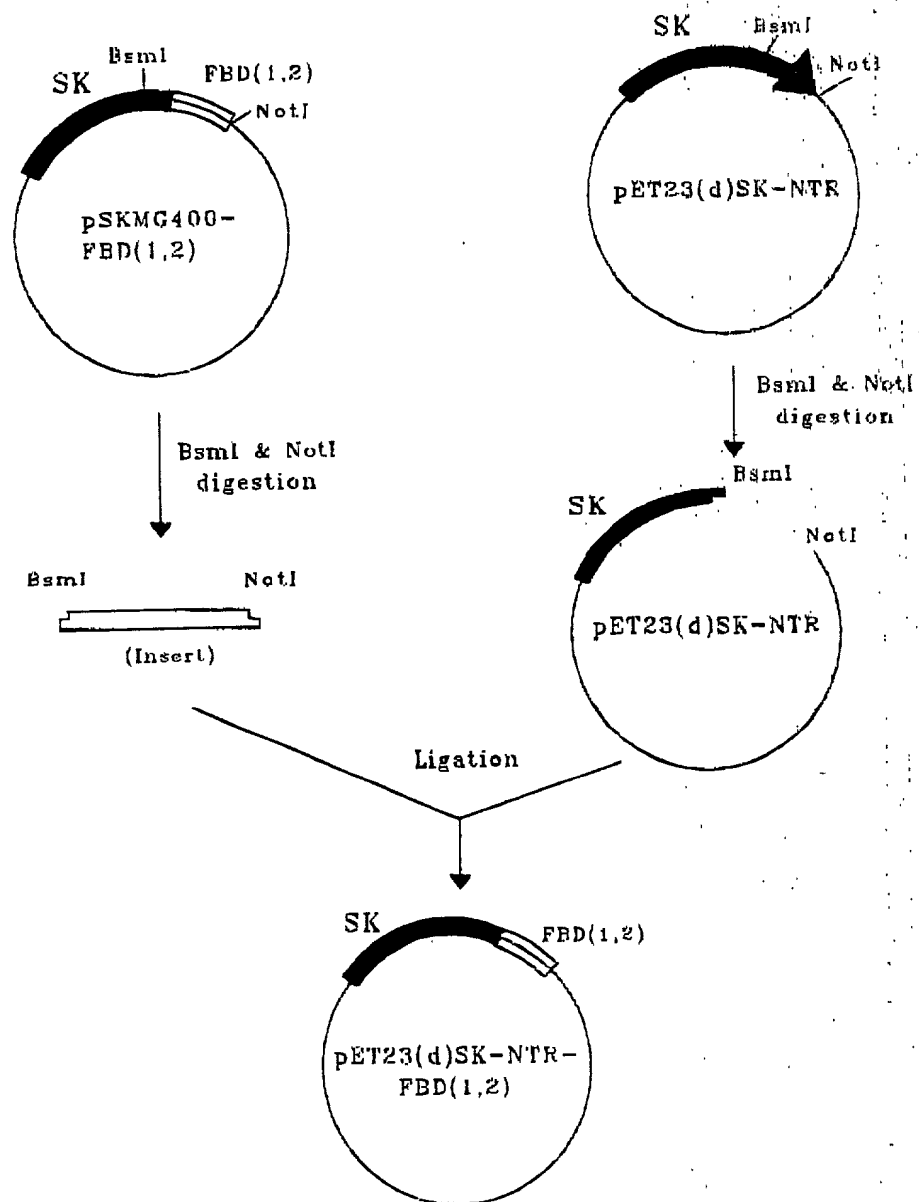 SK
BsmI
FBD(1,2)
NotI
pSKMG400-
FBD(1,2)
SK
BsmI
NotI
pET23(d)SK-NTR
BsmI & NotI
digestion
BsmI & NotI
digestion
BsmI
NotI
(Insert)
BsmI
SK
NotI
pET23(d)SK-NTR
Ligation
SK
FBD(1,2)
pET23(d)SK-NTR-
FBD(1,2)